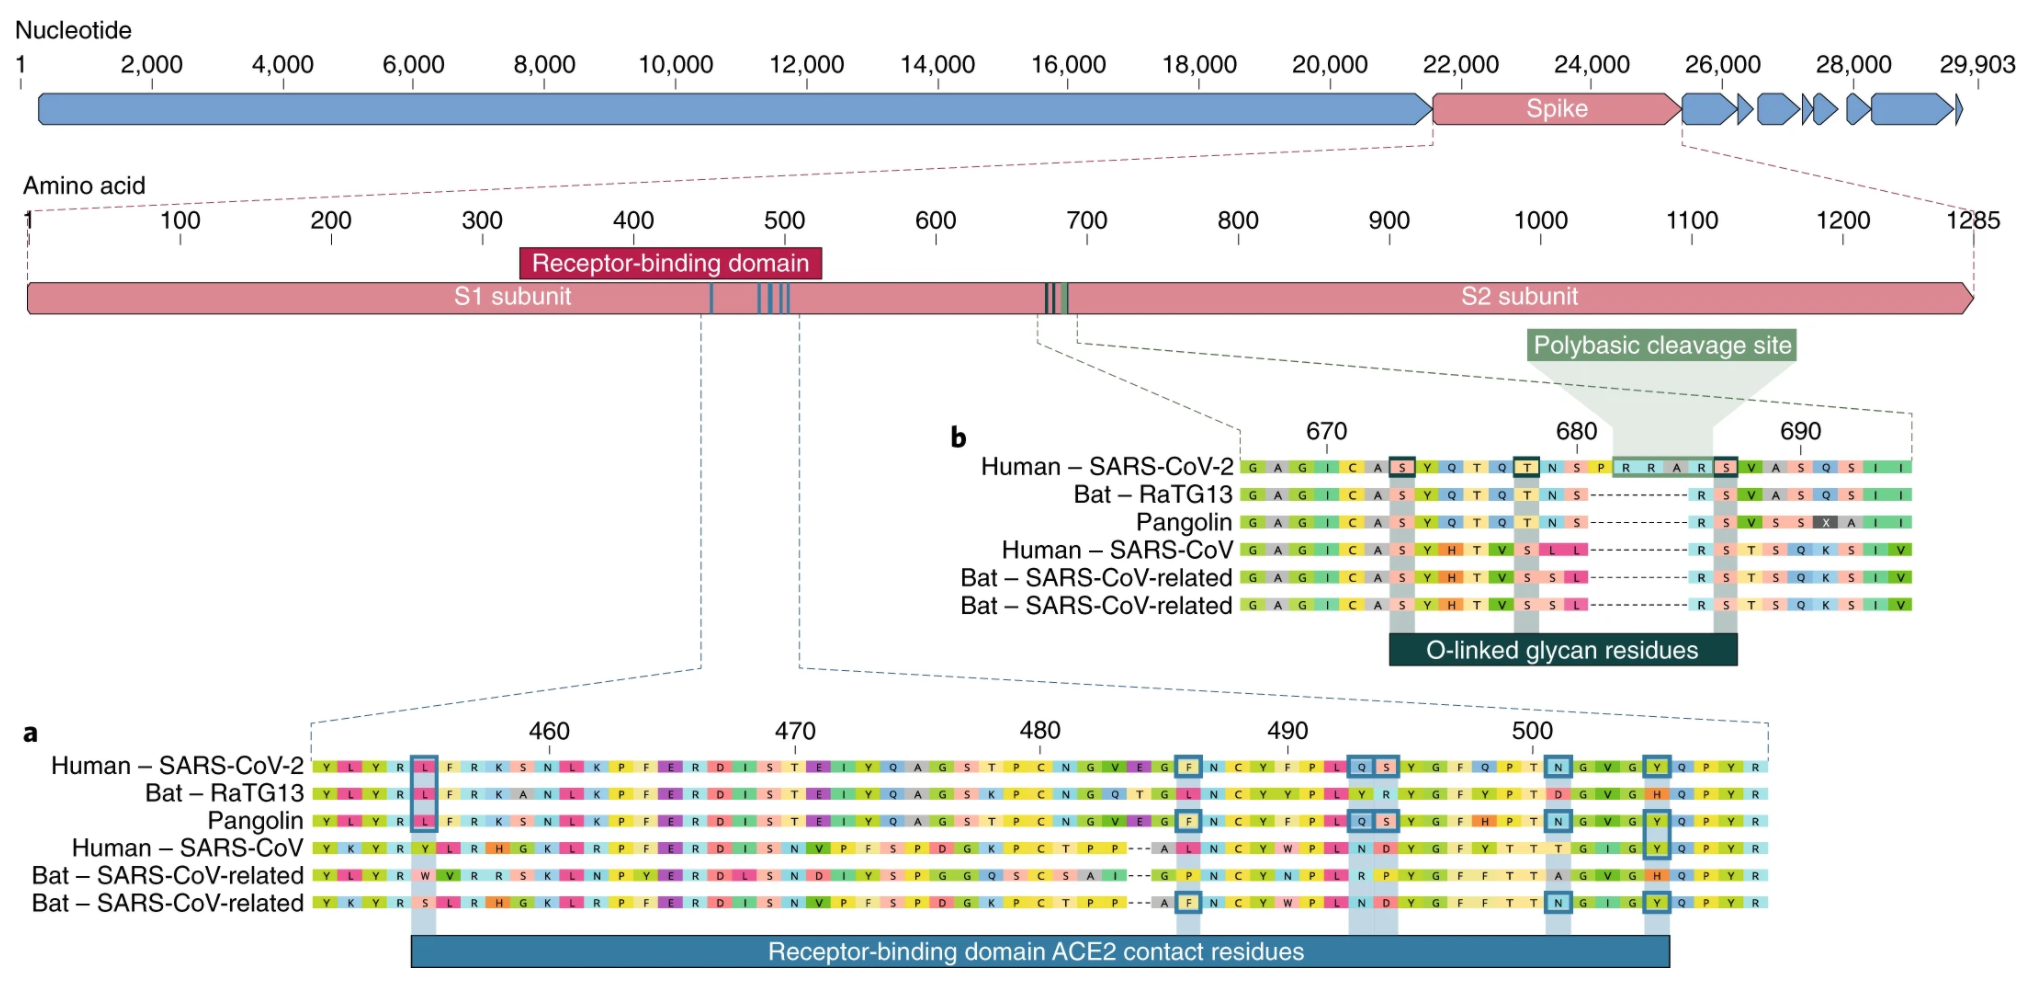 Nucleotide
1 2,000 4,000 6,000 8,000 10,000 12,000 14,000 16,000 18,000 20,000 22,000 24,000 26,000 28,000 29,903
Spike
Amino acid
1 100 200 300 400 500 600 700 800 900 1000 1100 1200 1285
Receptor-binding domain
S1 subunit S2 subunit
Polybasic cleavage site
b 670 680 690
Human – SARS-CoV-2 G A G I C A S Y Q T Q T N S P R R A R S V A S Q S I I
Bat – RaTG13 G A G I C A S Y Q T Q T N S ---------- R S V A S Q S I I
Pangolin G A G I C A S Y Q T Q T N S ---------- R S V S S X A I I
Human – SARS-CoV G A G I C A S Y H T V S L L ---------- R S T S Q K S I V
Bat – SARS-CoV-related G A G I C A S Y H T V S S L ---------- R S T S Q K S I V
Bat – SARS-CoV-related G A G I C A S Y H T V S S L ---------- R S T S Q K S I V
O-linked glycan residues
a 460 470 480 490 500
Human – SARS-CoV-2 Y L Y R L F R K S N L K P F E R D I S T E I Y Q A G S T P C N G V E G F N C Y F P L Q S Y G F Q P T N G V G Y Q P Y R
Bat – RaTG13 Y L Y R L F R K A N L K P F E R D I S T E I Y Q A G S K P C N G Q T G L N C Y Y P L Y R Y G F Y P T D G V G H Q P Y R
Pangolin Y L Y R L F R K S N L K P F E R D I S T E I Y Q A G S T P C N G V E G F N C Y F P L Q S Y G F H P T N G V G Y Q P Y R
Human – SARS-CoV Y K Y R Y L R H G K L R P F E R D I S N V P F S P D G K P C T P P --- A L N C Y W P L N D Y G F Y T T T G I G Y Q P Y R
Bat – SARS-CoV-related Y L Y R W V R R S K L N P Y E R D L S N D I Y S P G G Q S C S A I --- G P N C Y N P L R P Y G F F T T A G V G H Q P Y R
Bat – SARS-CoV-related Y K Y R S L R H G K L R P F E R D I S N V P F S P D G K P C T P P --- A F N C Y W P L N D Y G F F T T N G I G Y Q P Y R
Receptor-binding domain ACE2 contact residues